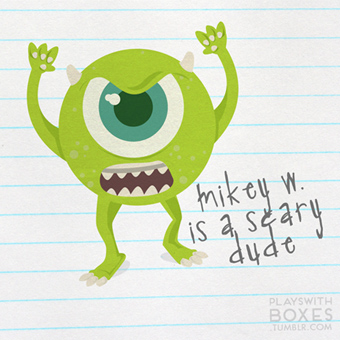 mikey w.
is a scary
dude
PLAYSWITH
BOXES
TUMBLR.COM